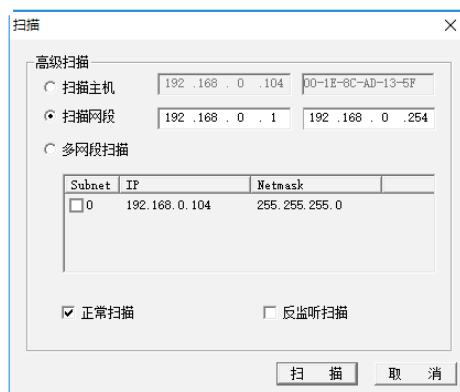 扫描
高级扫描
扫描主机 192 .168 . 0 .104 00-1E-8C-AD-13-5F
扫描网段 192 .168 . 0 . 1 192 .168 . 0 .254
多网段扫描
Subnet IP Netmask
0 192.168.0.104 255.255.255.0
正常扫描 反监听扫描
扫 描 取 消